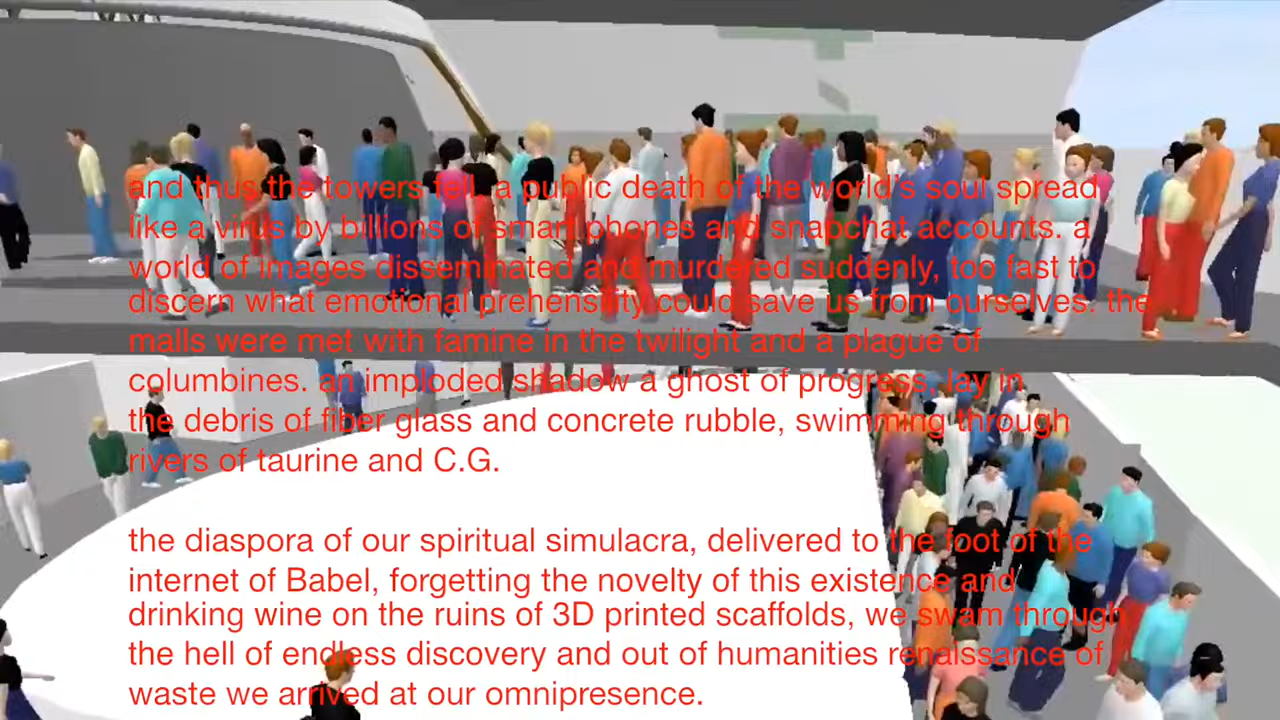 and thus the towers fell. a public death of the world's soul spread
like a virus by billions of smart phones and snapchat accounts. a
world of images disseminated and murdered suddenly, too fast to
discern what emotional prehensility could save us from ourselves. the
malls were met with famine in the twilight and a plague of
columbines. an imploded shadow a ghost of progress, lay in
the debris of fiber glass and concrete rubble, swimming through
rivers of taurine and C.G.
the diaspora of our spiritual simulacra, delivered to the foot of the
internet of Babel, forgetting the novelty of this existence and
drinking wine on the ruins of 3D printed scaffolds, we swam through
the hell of endless discovery and out of humanities renaissance of
waste we arrived at our omnipresence.